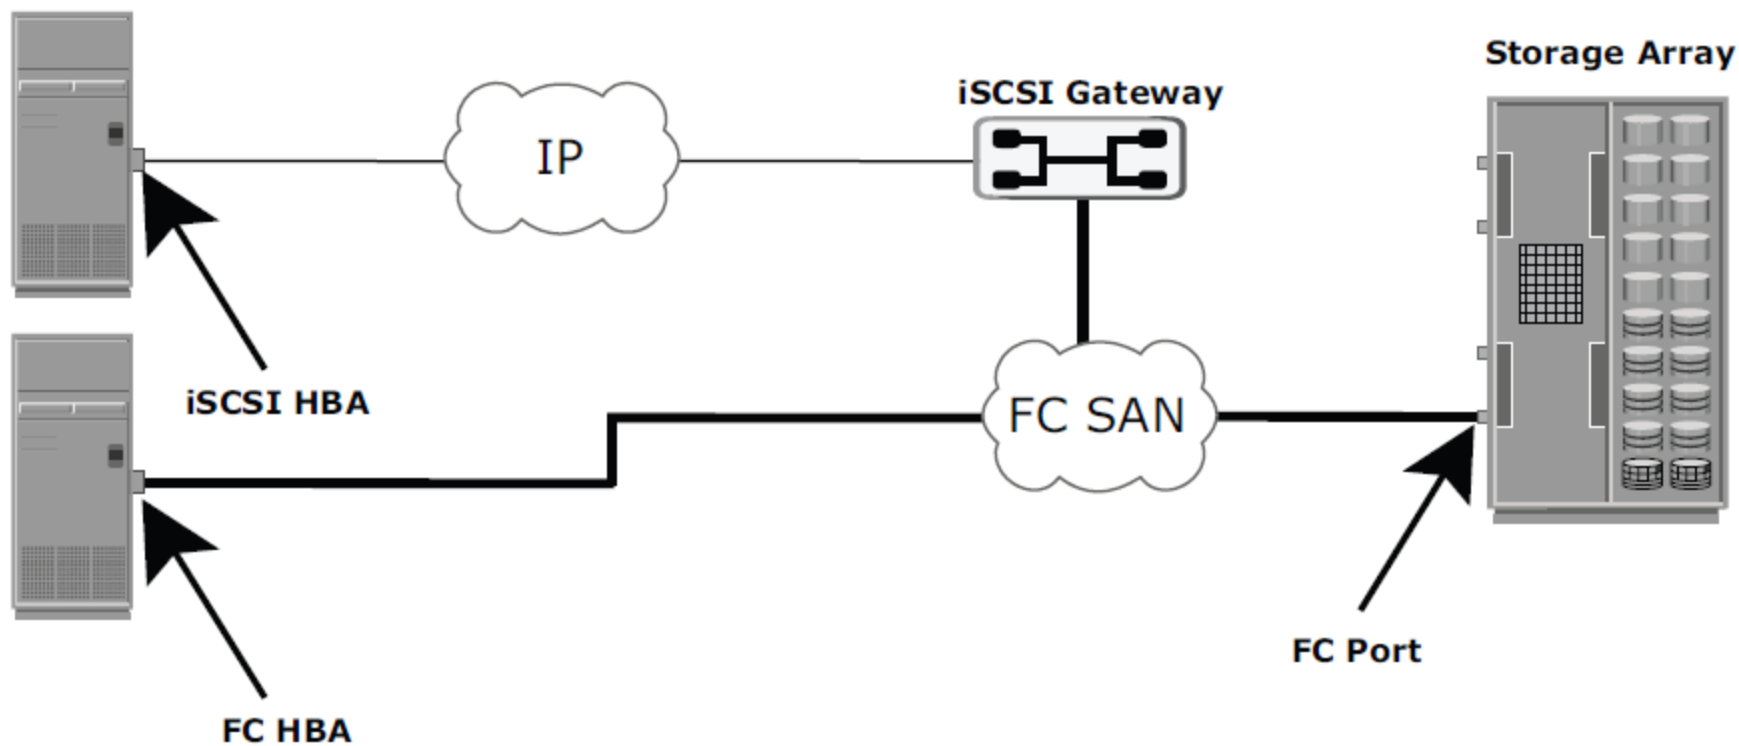 Storage Array
iSCSI Gateway
IP
iSCSI HBA
FC SAN
FC Port
FC HBA